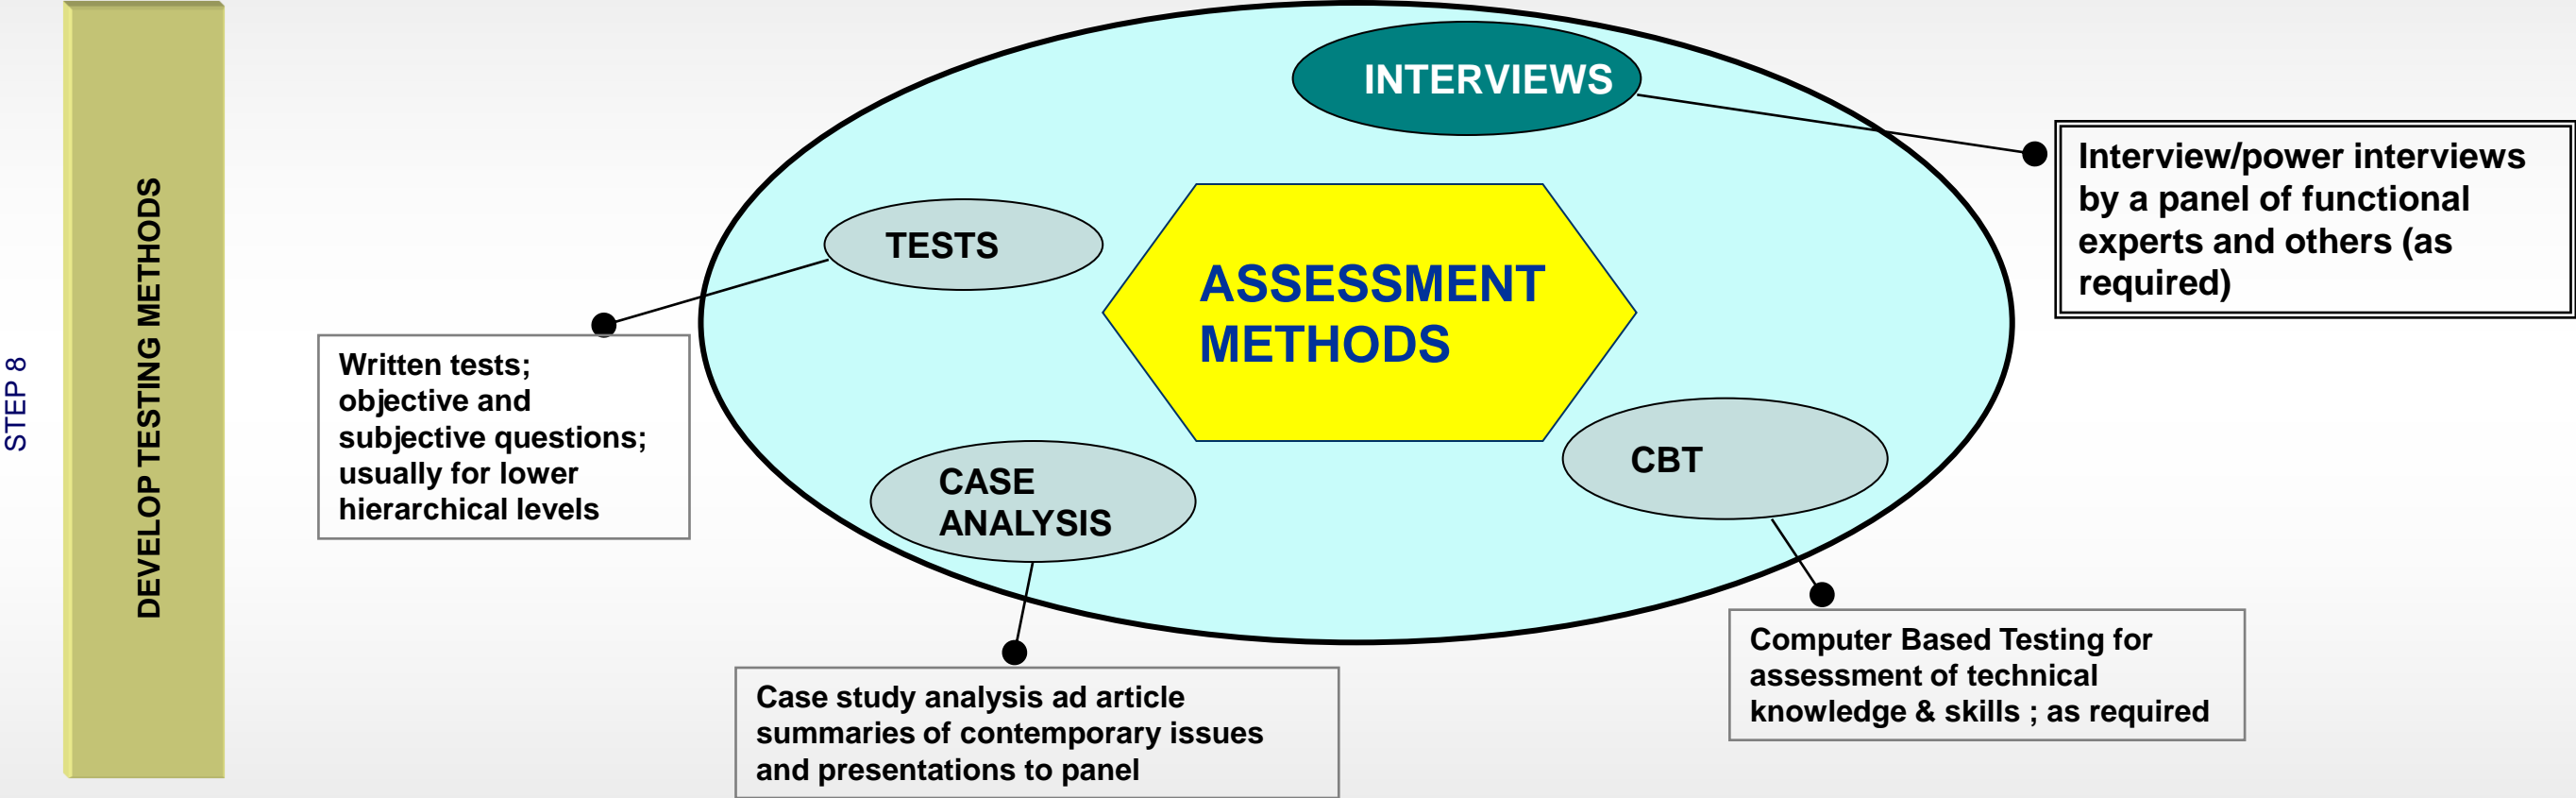 STEP 8
DEVELOP TESTING METHODS
INTERVIEWS
Interview/power interviews
by a panel of functional
experts and others (as
required)
TESTS
ASSESSMENT
METHODS
Written tests;
objective and
subjective questions;
usually for lower
hierarchical levels
CASE
ANALYSIS
CBT
Case study analysis ad article
summaries of contemporary issues
and presentations to panel
Computer Based Testing for
assessment of technical
knowledge & skills ; as required